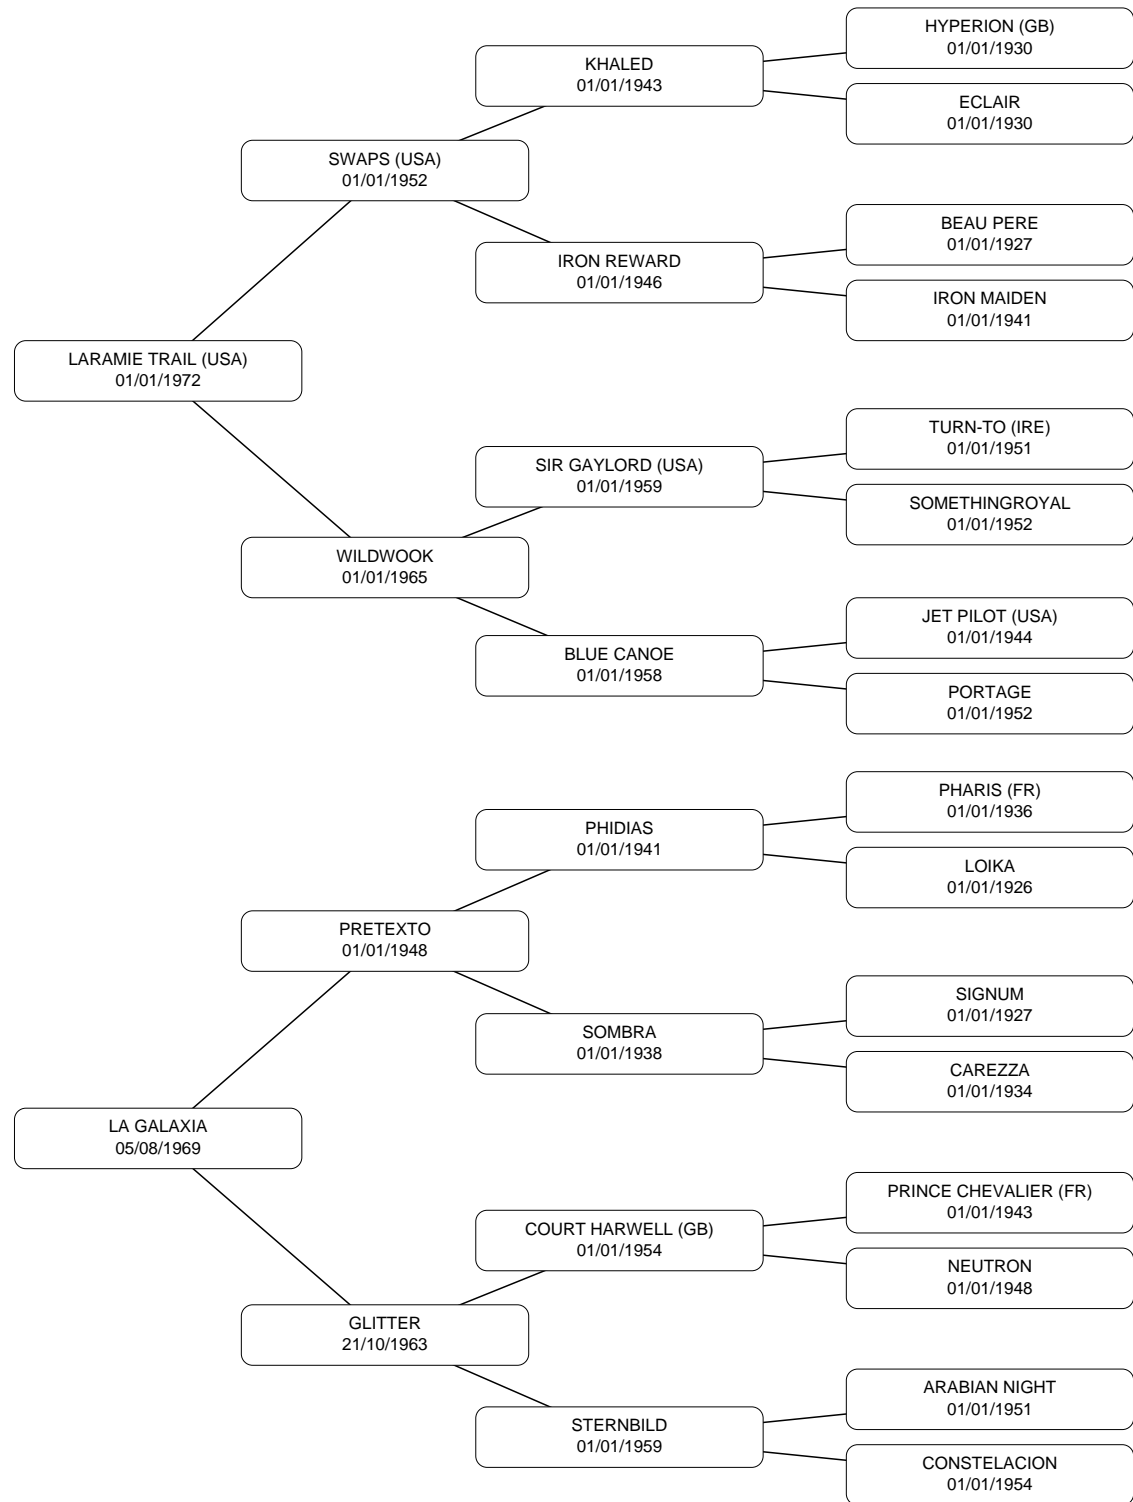 HYPERION (GB)
01/01/1930
KHALED
01/01/1943
ECLAIR
01/01/1930
SWAPS (USA)
01/01/1952
BEAU PERE
01/01/1927
IRON REWARD
01/01/1946
IRON MAIDEN
01/01/1941
LARAMIE TRAIL (USA)
01/01/1972
TURN-TO (IRE)
01/01/1951
SIR GAYLORD (USA)
01/01/1959
SOMETHINGROYAL
01/01/1952
WILDWOOK
01/01/1965
JET PILOT (USA)
01/01/1944
BLUE CANOE
01/01/1958
PORTAGE
01/01/1952
PHARIS (FR)
01/01/1936
PHIDIAS
01/01/1941
LOIKA
01/01/1926
PRETEXTO
01/01/1948
SIGNUM
01/01/1927
SOMBRA
01/01/1938
CAREZZA
01/01/1934
LA GALAXIA
05/08/1969
PRINCE CHEVALIER (FR)
01/01/1943
COURT HARWELL (GB)
01/01/1954
NEUTRON
01/01/1948
GLITTER
21/10/1963
ARABIAN NIGHT
01/01/1951
STERNBILD
01/01/1959
CONSTELACION
01/01/1954